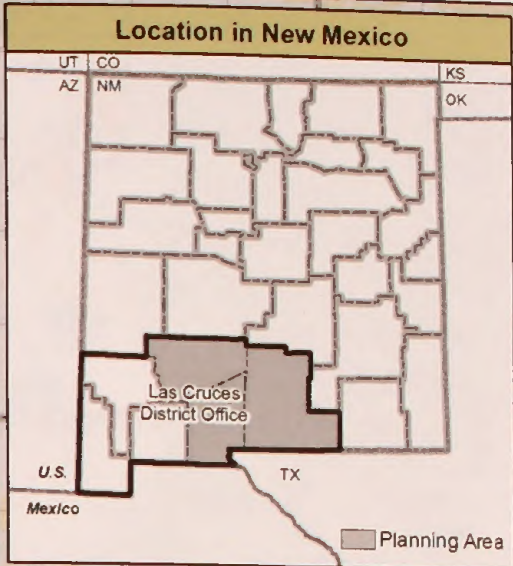 Location in New Mexico
UT CO
KS
AZ NM
OK
Las Cruces
District Office
U.S.
TX
Mexico
Planning Area